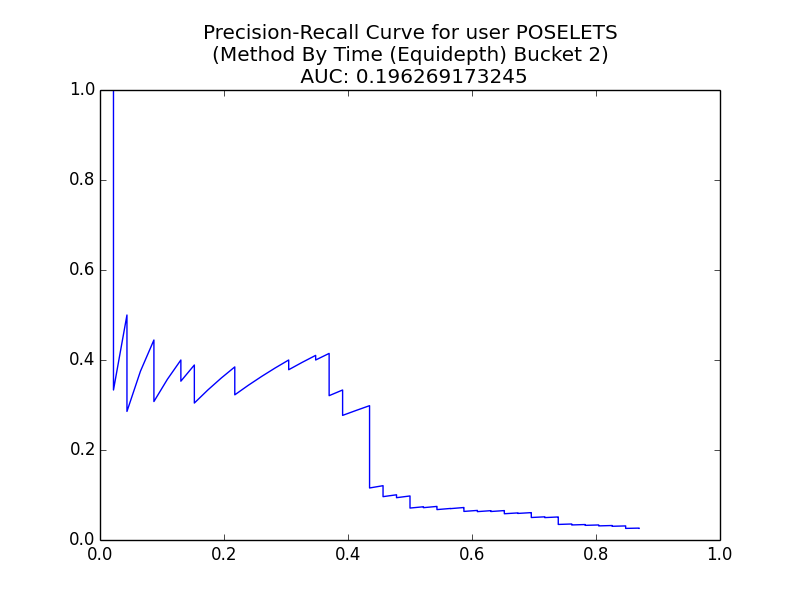 Precision-Recall Curve for user POSELETS
(Method By Time (Equidepth) Bucket 2)
AUC: 0.196269173245
1.0
0.8
0.6
0.4
0.2
0.0
0.0 0.2 0.4 0.6 0.8 1.0